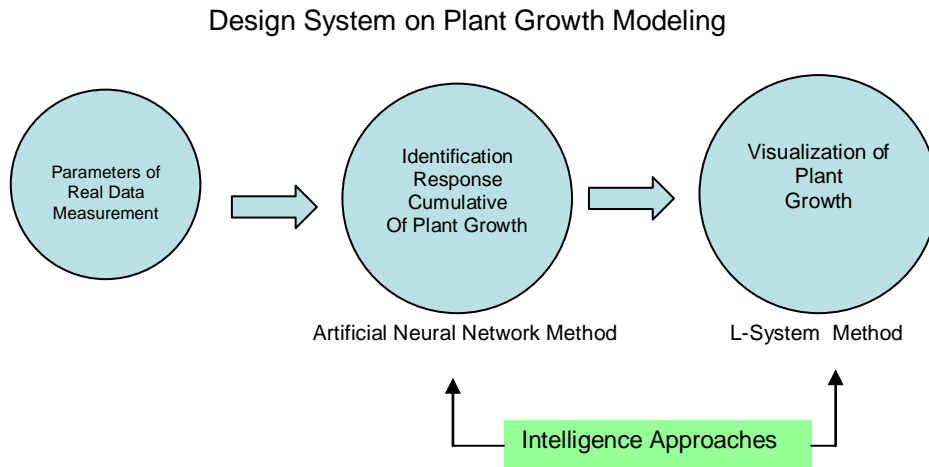 Design System on Plant Growth Modeling
Parameters of
Real Data
Measurement
Identification
Response
Cumulative
Of Plant Growth
Visualization of
Plant
Growth
Artificial Neural Network Method
L-System Method
Intelligence Approaches